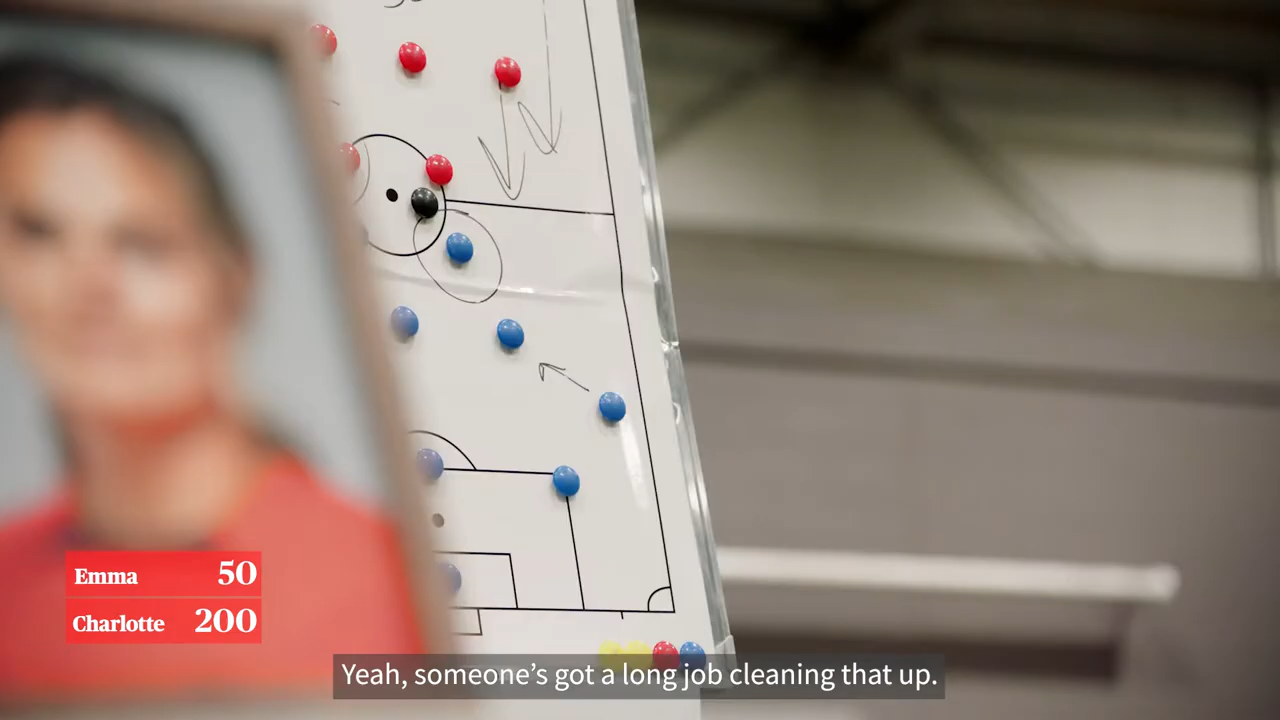 Emma 50
Charlotte 200
Yeah, someone’s got a long job cleaning that up.